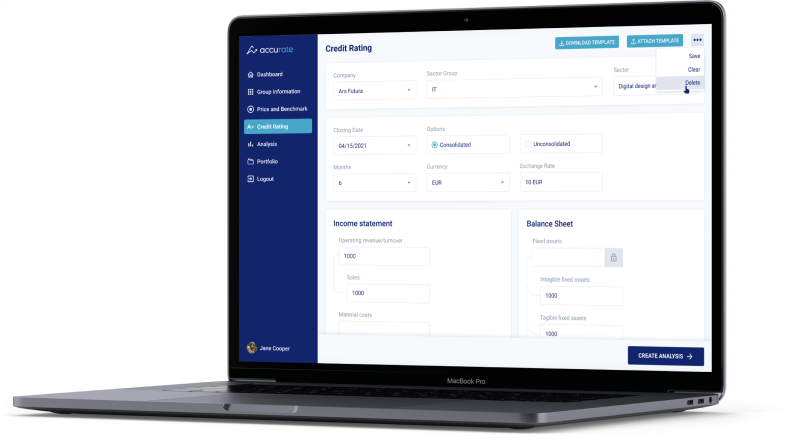 accurate
Dashboard
Group Information
Price and Benchmark
A+ Credit Rating
Analysis
Portfolio
Logout
Jane Cooper
Credit Rating
DOWNLOAD TEMPLATE
ATTACH TEMPLATE
Save
Clear
Delete
Company
Sector Group
Sector
Ars Futura
IT
Digital design an
Closing Date
Options
04/15/2021
Consolidated
Unconsolidated
Months
Currency
Exchange Rate
6
EUR
10 EUR
Income statement
Operating revenue/turnover
1000
Sales
1000
Material costs
Balance Sheet
Fixed assets
Intagible fixed assets
1000
Tagible fixed assets
1000
CREATE ANALYSIS
MacBook Pro